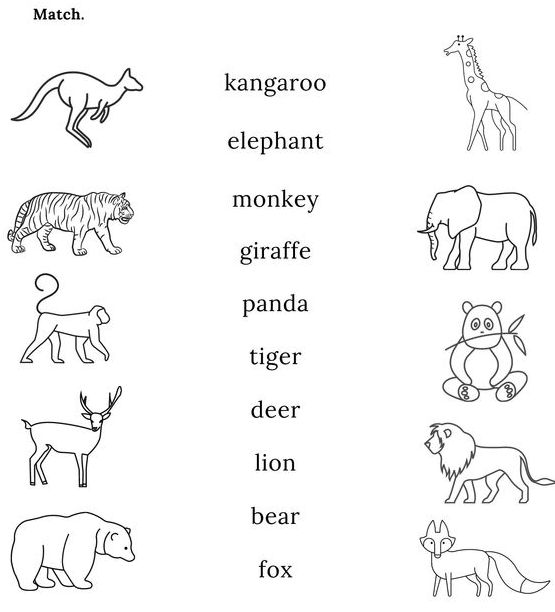 Match.
kangaroo
elephant
monkey
giraffe
panda
tiger
deer
lion
bear
fox